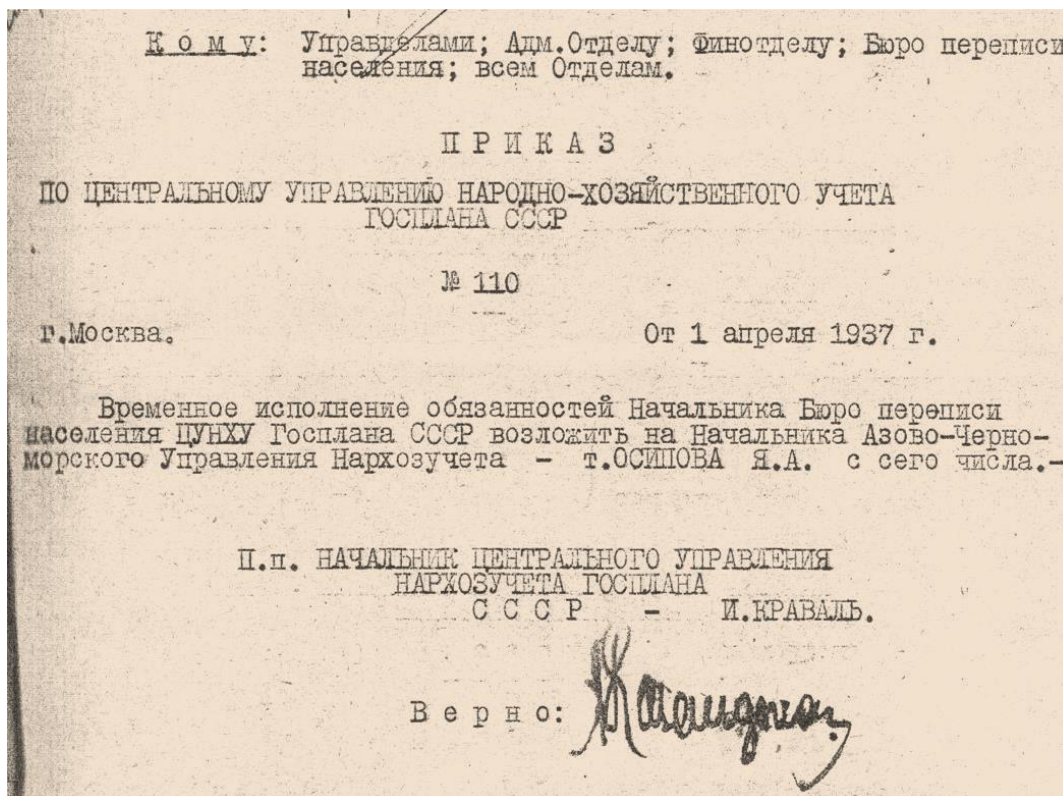 К о м у: Управделами; Адм.Отделу; Финотделу; Бюро переписи
населения; всем Отделам.
П Р И К А З
ПО ЦЕНТРАЛЬНОМУ УПРАВЛЕНИЮ НАРОДНО-ХОЗЯЙСТВЕННОГО УЧЕТА
ГОСПЛАНА СССР
№ 110
г.Москва. От 1 апреля 1937 г.
Временное исполнение обязанностей Начальника Бюро переписи
населения ЦУНХУ Госплана СССР возложить на Начальника Азово-Черно-
морского Управления Нархозучета - т.ОСИПОВА Я.А. с сего числа.-
П.п. НАЧАЛЬНИК ЦЕНТРАЛЬНОГО УПРАВЛЕНИЯ
НАРХОЗУЧЕТА ГОСПЛАНА
С С С Р - И.КРАВАЛЬ.
В е р н о: